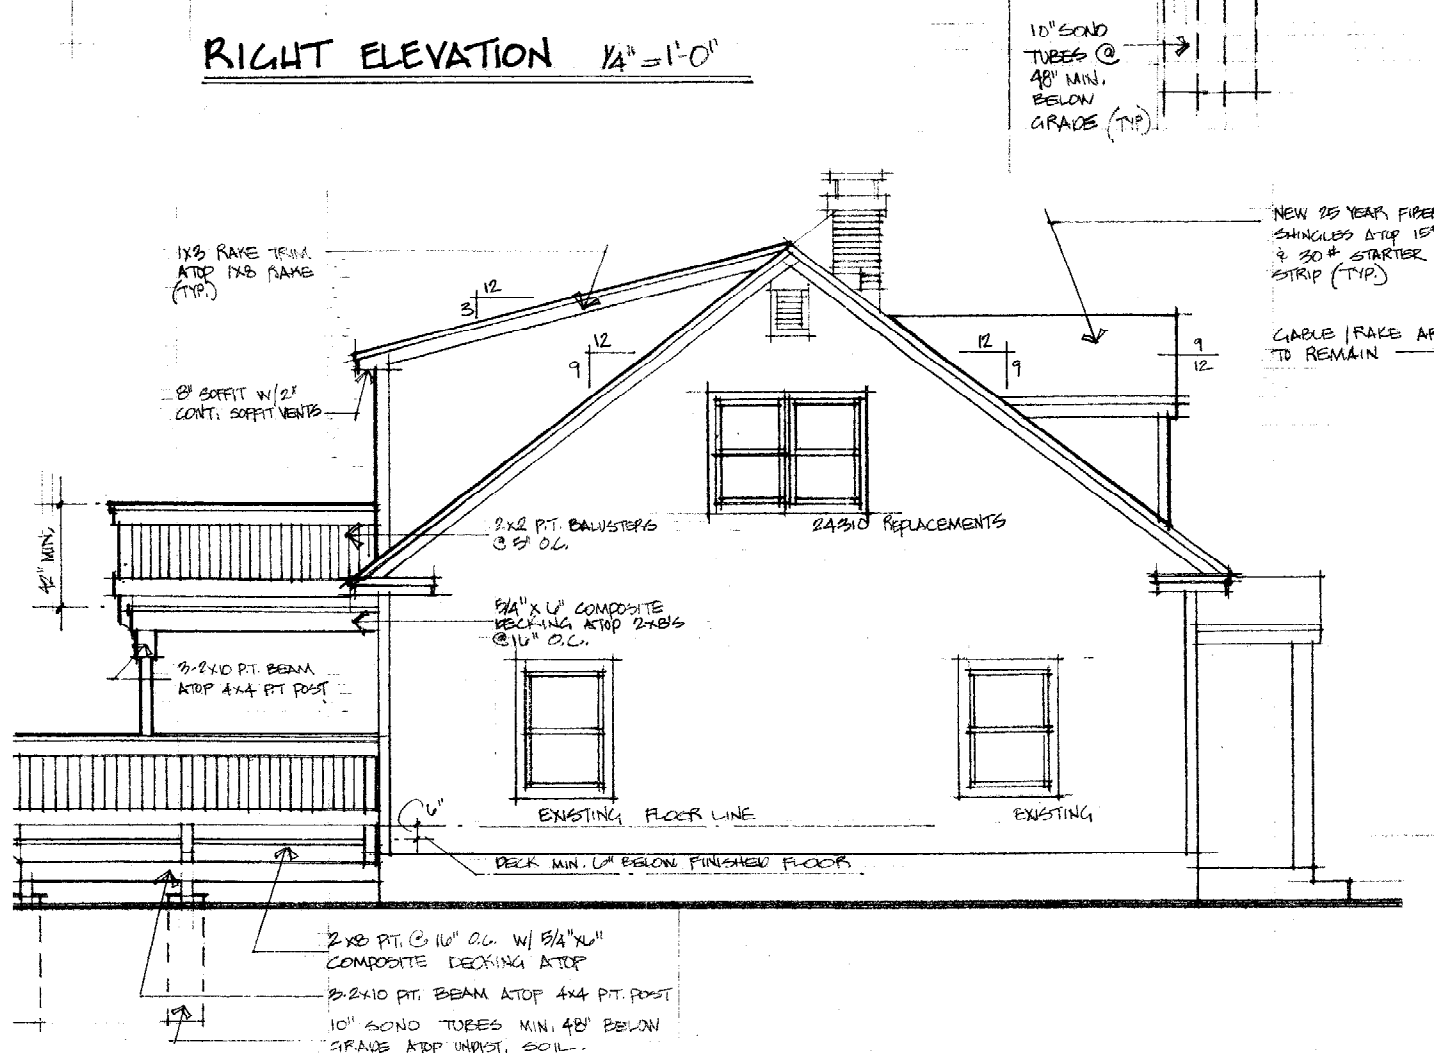 RIGHT ELEVATION 1/4" = 1'-0"
10" SONO
TUBES @
48" MIN.
BELOW
GRADE (TYP)
1X3 RAKE TRIM
ATOP 1X8 RAKE
(TYP.)
NEW 25 YEAR
SHINGLES ATOP
& 30# STARTER
STRIP (TYP.)
GABLE / RAKE
TO REMAIN
12
3
12
9
12
9
9
12
8" SOFFIT W/2"
CONT. SOFFIT VENTS
42" MIN.
2X2 P.T. BALUSTERS
@ 5" O.C.
24310 REPLACEMENTS
5/4" X 6" COMPOSITE
DECKING ATOP 2X8'S
@ 16" O.C.
3-2X10 P.T. BEAM
ATOP 4X4 P.T POST
6"
EXISTING FLOOR LINE
EXISTING
DECK MIN. 6" BELOW FINISHED FLOOR
2X8 P.T. @ 16" O.C. W/ 5/4"X6"
COMPOSITE DECKING ATOP
3-2X10 P.T. BEAM ATOP 4X4 P.T. POST
10" SONO TUBES MIN. 48" BELOW
GRADE ATOP UNDIST. SOIL.